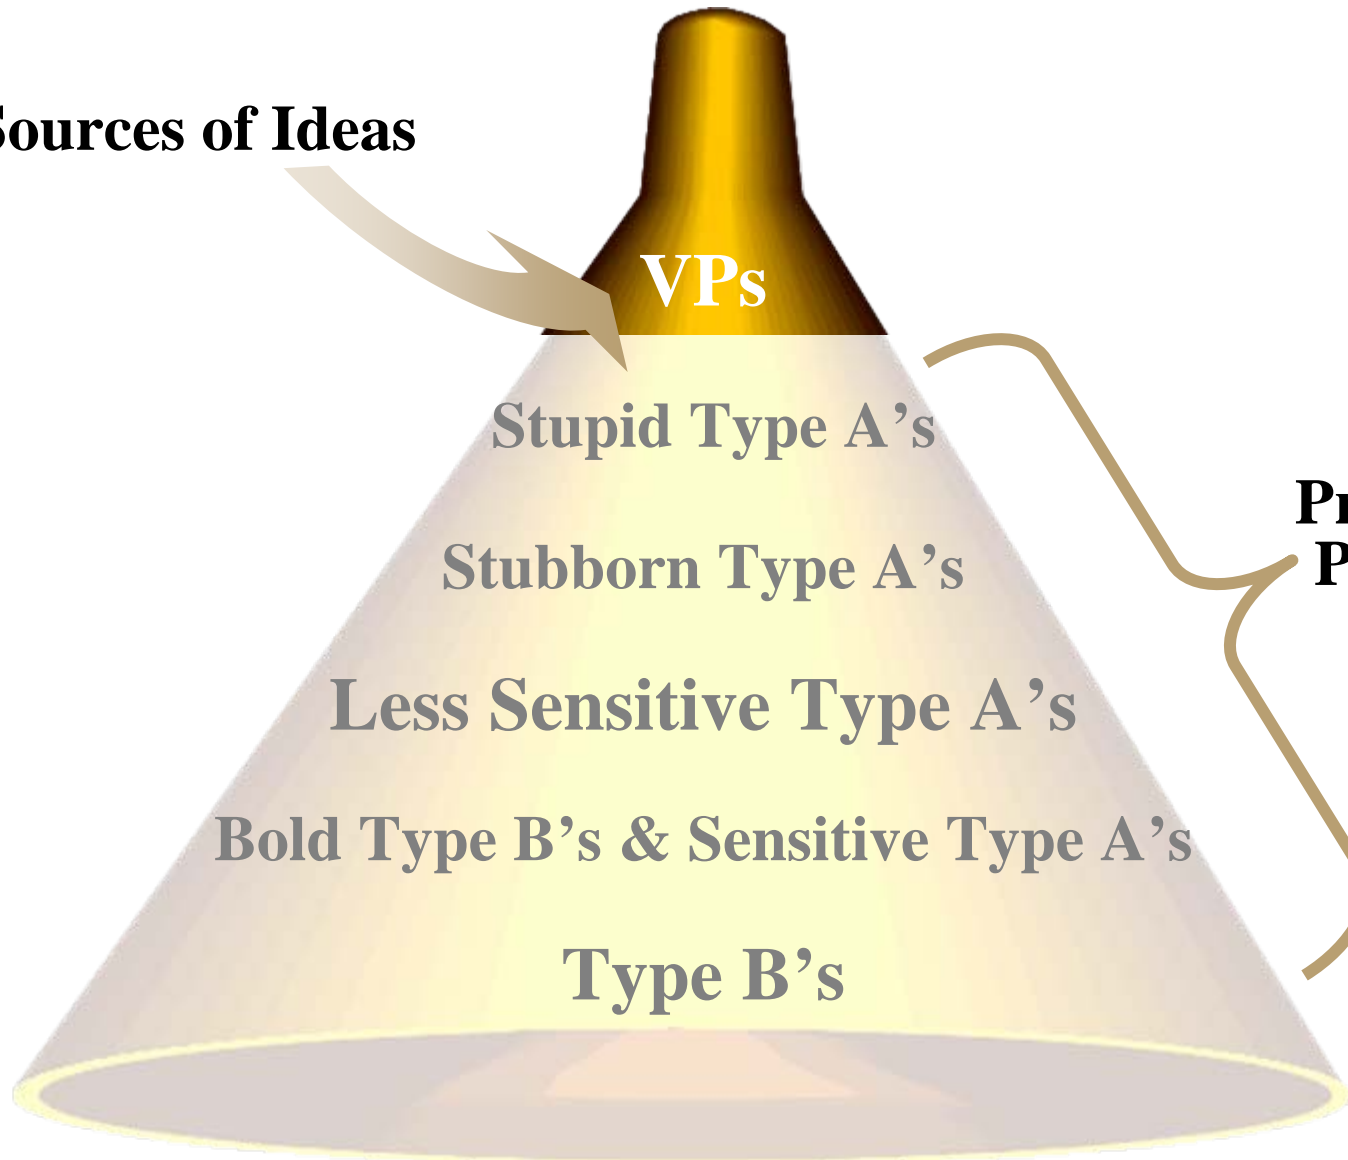 Sources of Ideas
VPs
Stupid Type A’s
Stubborn Type A’s
Less Sensitive Type A’s
Bold Type B’s & Sensitive Type A’s
Type B’s